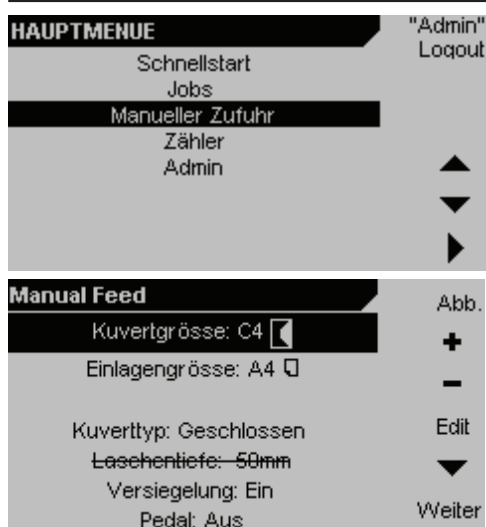 HAUPTMENUE
"Admin"
Logout
Schnellstart
Jobs
Manueller Zufuhr
Zähler
Admin
Manual Feed
Abb.
Kuvertgrösse: C4
+
Einlagengrösse: A4
-
Kuverttyp: Geschlossen
Edit
Laschentiefe: 50mm
Versiegelung: Ein
Pedal: Aus
Weiter